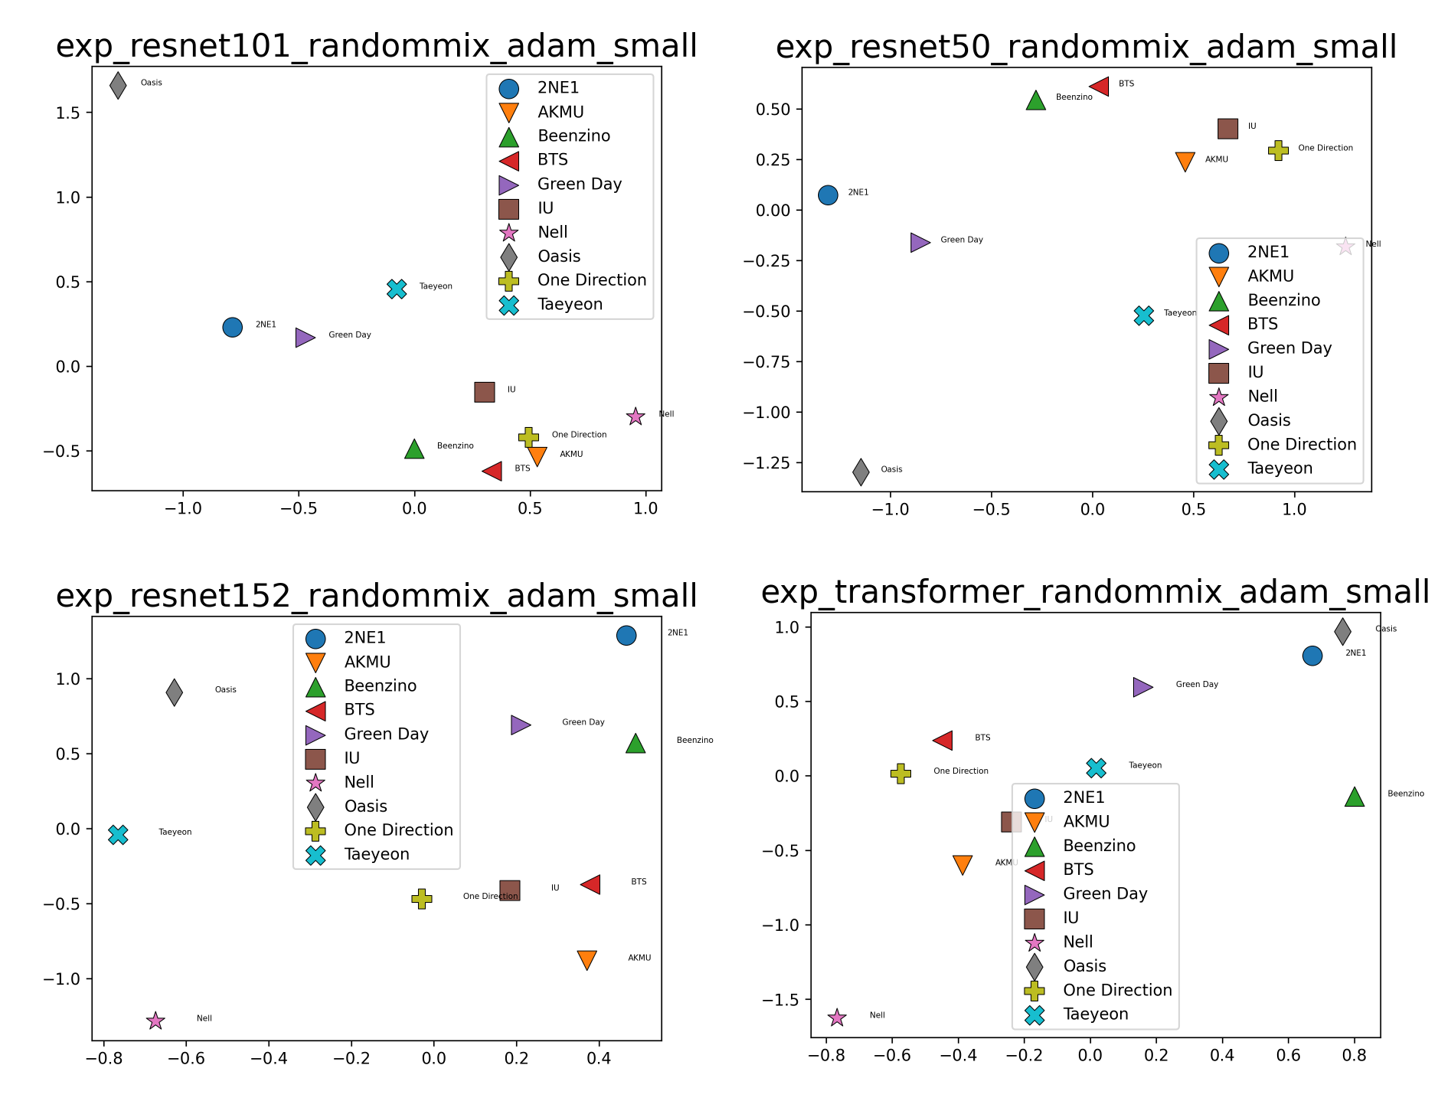 exp_resnet101_randommix_adam_small
1.5
1.0
0.5
0.0
−0.5
−1.0
−0.5
0.0
0.5
1.0
Oasis
Taeyeon
2NE1
Green Day
IU
Nell
One Direction
Beenzino
AKMU
BTS
2NE1
AKMU
Beenzino
BTS
Green Day
IU
Nell
Oasis
One Direction
Taeyeon
exp_resnet50_randommix_adam_small
0.50
0.25
0.00
−0.25
−0.50
−0.75
−1.00
−1.25
−1.0
−0.5
0.0
0.5
1.0
BTS
Beenzino
IU
One Direction
AKMU
2NE1
Green Day
Nell
Taeyeon
Oasis
2NE1
AKMU
Beenzino
BTS
Green Day
IU
Nell
Oasis
One Direction
Taeyeon
exp_resnet152_randommix_adam_small
1.0
0.5
0.0
−0.5
−1.0
−0.8
−0.6
−0.4
−0.2
0.0
0.2
0.4
2NE1
Oasis
Green Day
Beenzino
Taeyeon
BTS
IU
One Direction
AKMU
Nell
2NE1
AKMU
Beenzino
BTS
Green Day
IU
Nell
Oasis
One Direction
Taeyeon
exp_transformer_randommix_adam_small
1.0
0.5
0.0
−0.5
−1.0
−1.5
−0.8
−0.6
−0.4
−0.2
0.0
0.2
0.4
0.6
0.8
Oasis
2NE1
Green Day
BTS
Taeyeon
One Direction
Beenzino
IU
AKMU
Nell
2NE1
AKMU
Beenzino
BTS
Green Day
IU
Nell
Oasis
One Direction
Taeyeon